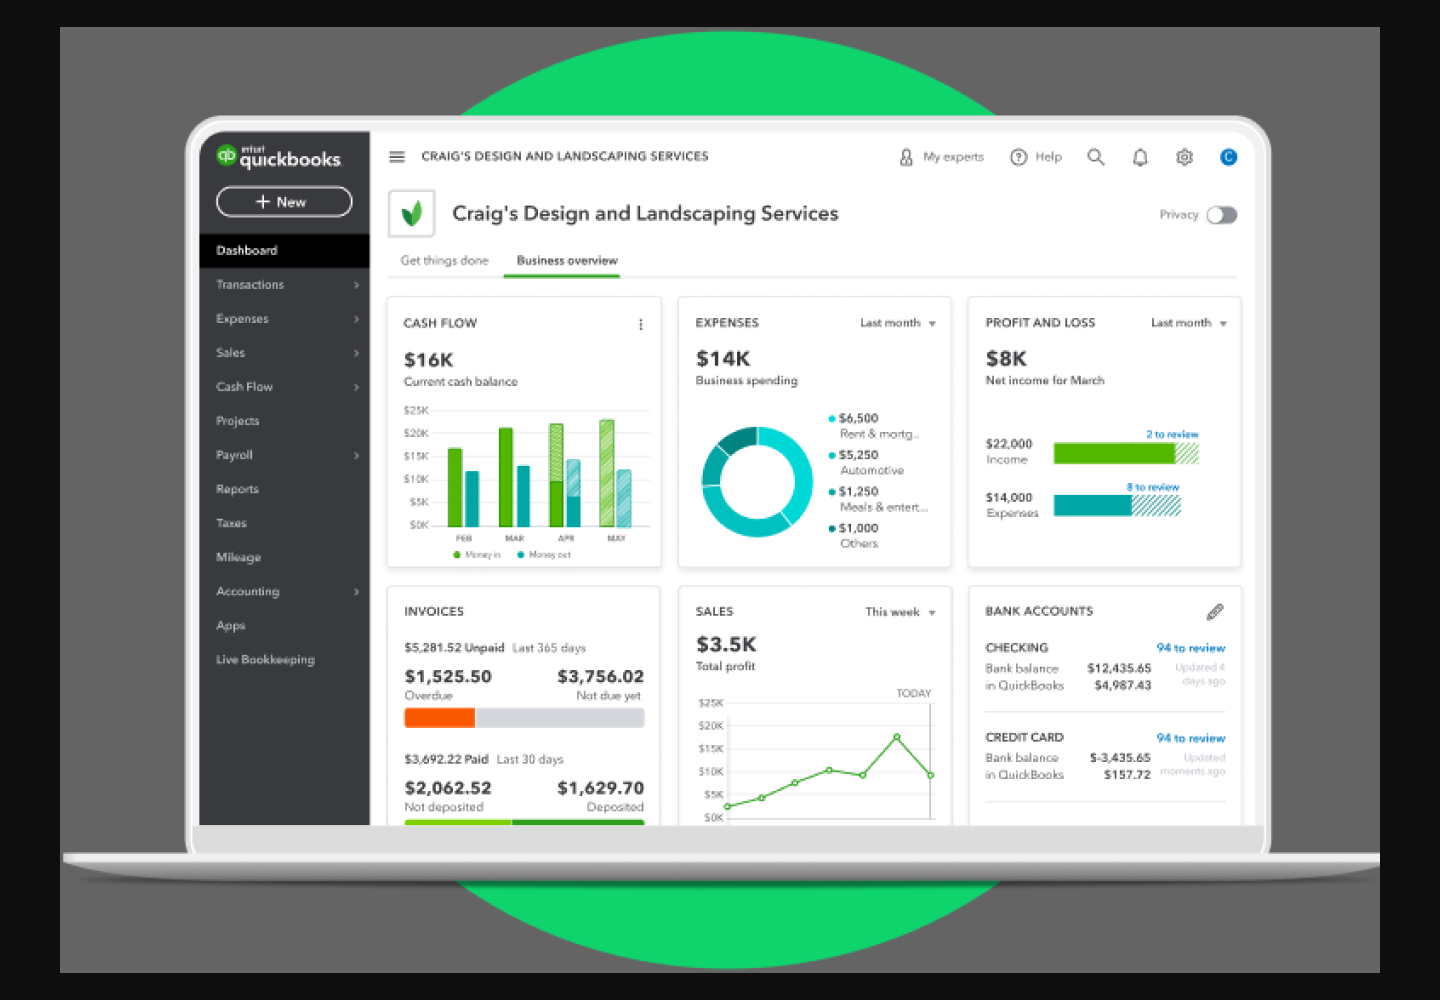 intuit
quickbooks
+ New
Dashboard
Transactions
Expenses
Sales
Cash Flow
Projects
Payroll
Reports
Taxes
Mileage
Accounting
Apps
Live Bookkeeping
CRAIG'S DESIGN AND LANDSCAPING SERVICES
My experts
Help
C
Craig's Design and Landscaping Services
Privacy
Get things done
Business overview
CASH FLOW
$16K
Current cash balance
$25K
$20K
$15K
$10K
$5K
$0K
FEB MAR APR MAY
Money in Money out
EXPENSES Last month
$14K
Business spending
$6,500
Rent & mortg...
$5,250
Automotive
$1,250
Meals & entert...
$1,000
Others
PROFIT AND LOSS Last month
$8K
Net income for March
2 to review
$22,000
Income
8 to review
$14,000
Expenses
INVOICES
$5,281.52 Unpaid Last 365 days
$1,525.50 $3,756.02
Overdue Not due yet
$3,692.22 Paid Last 30 days
$2,062.52 $1,629.70
Not deposited Deposited
SALES This week
$3.5K
Total profit
TODAY
$25K
$20K
$15K
$10K
$5K
$0K
BANK ACCOUNTS
CHECKING 94 to review
Bank balance $12,435.65 Updated 4
in QuickBooks $4,987.43 days ago
CREDIT CARD 94 to review
Bank balance $-3,435.65 Updated
in QuickBooks $157.72 moments ago